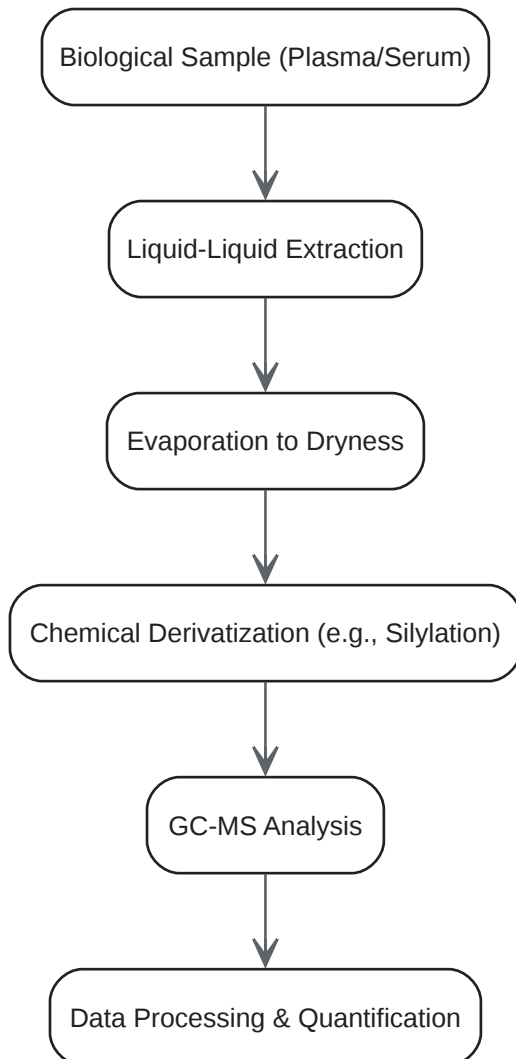 Biological Sample (Plasma/Serum)
Liquid-Liquid Extraction
Evaporation to Dryness
Chemical Derivatization (e.g., Silylation)
GC-MS Analysis
Data Processing & Quantification